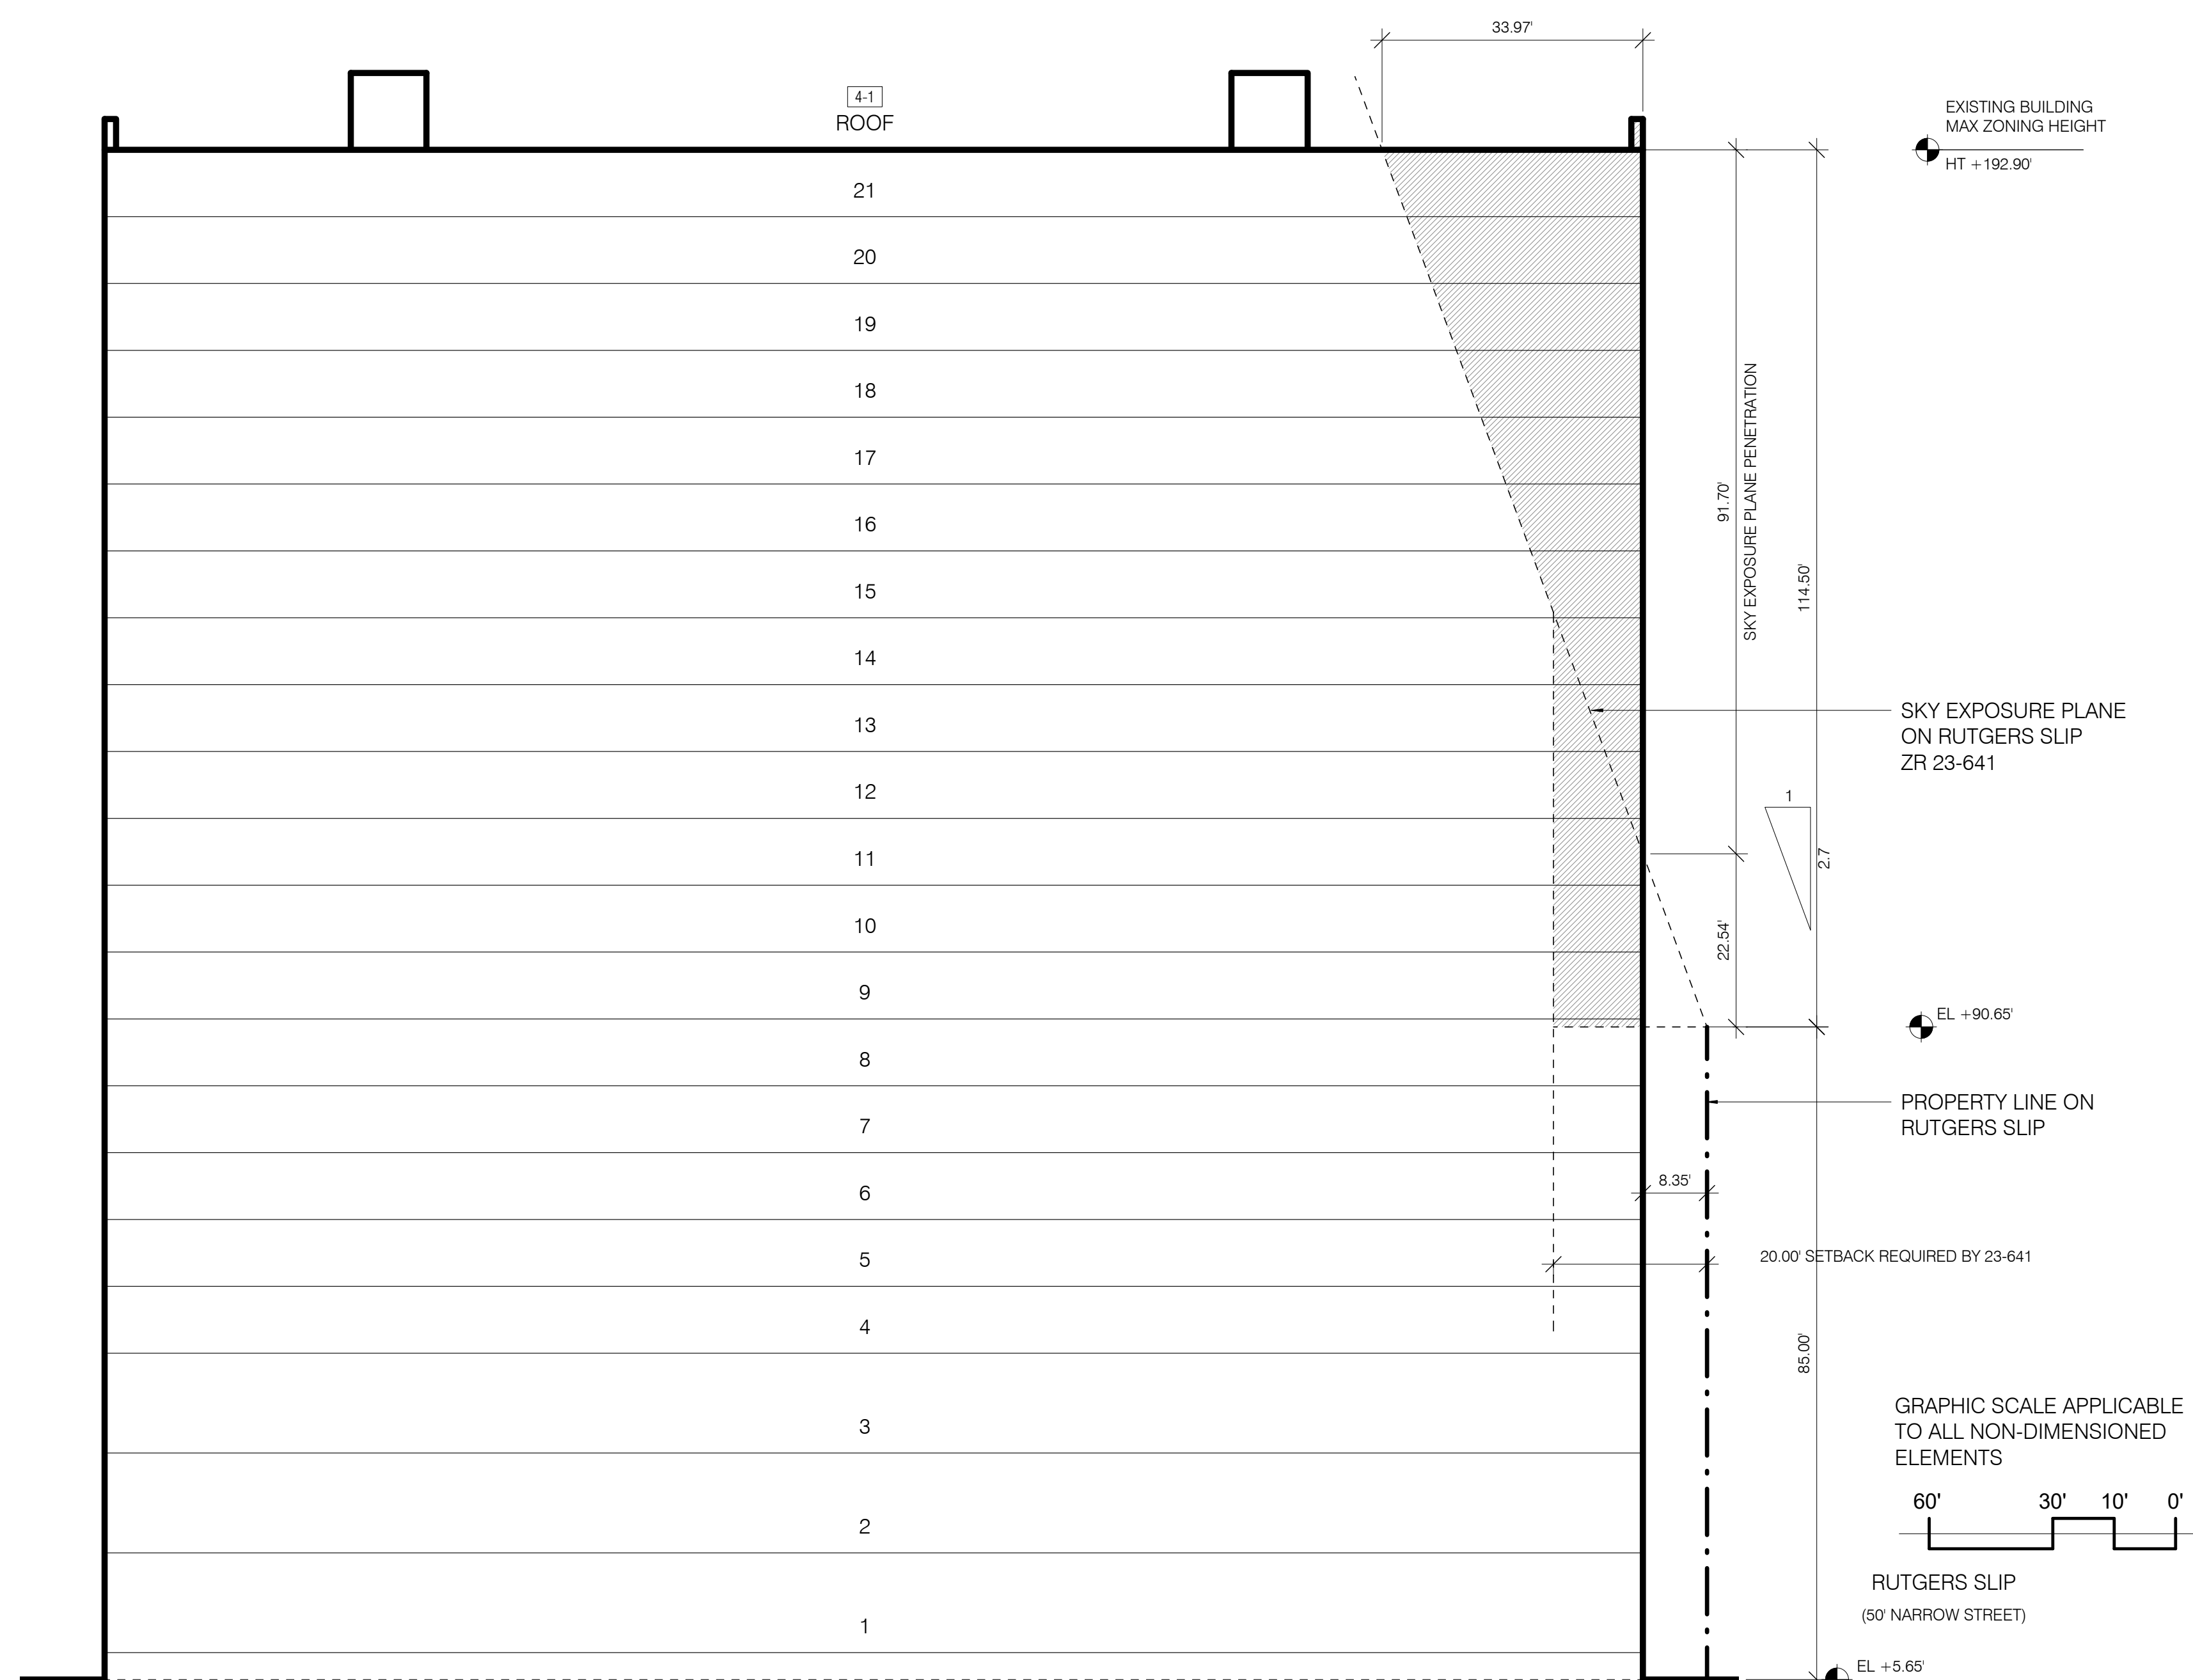 33.97'
4-1
ROOF
EXISTING BUILDING
MAX ZONING HEIGHT
HT +192.90'
21
20
19
18
17
16
15
14
13
12
11
10
9
8
7
6
5
4
3
2
1
91.70'
SKY EXPOSURE PLANE PENETRATION
114.50'
SKY EXPOSURE PLANE
ON RUTGERS SLIP
ZR 23-641
1
2.7
22.54'
EL +90.65'
PROPERTY LINE ON
RUTGERS SLIP
8.35'
20.00' SETBACK REQUIRED BY 23-641
85.00'
GRAPHIC SCALE APPLICABLE
TO ALL NON-DIMENSIONED
ELEMENTS
60' 30' 10' 0'
RUTGERS SLIP
(50' NARROW STREET)
EL +5.65'